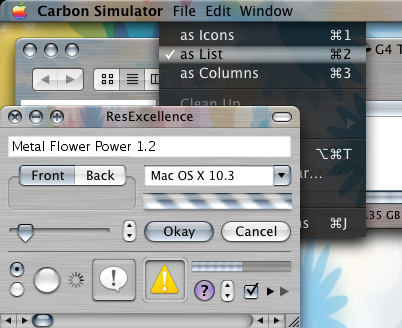 Carbon Simulator File Edit Window
as Icons ⌘1
✓ as List ⌘2
as Columns ⌘3
G4 T
Clean Up
ResExcellence
Metal Flower Power 1.2
⌥⌘T
Front Back
Mac OS X 10.3
ar...
.35 GB
s ⌘J
Okay Cancel
?